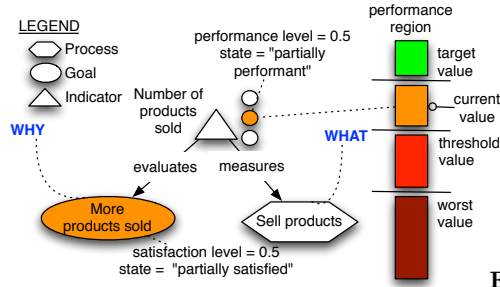 LEGEND
Process
Goal
Indicator
WHY
performance level = 0.5
state = "partially
performant"
Number of
products
sold
evaluates
measures
WHAT
More
products sold
Sell products
satisfaction level = 0.5
state =  "partially satisfied"
performance
region
target
value
current
value
threshold
value
worst
value
E